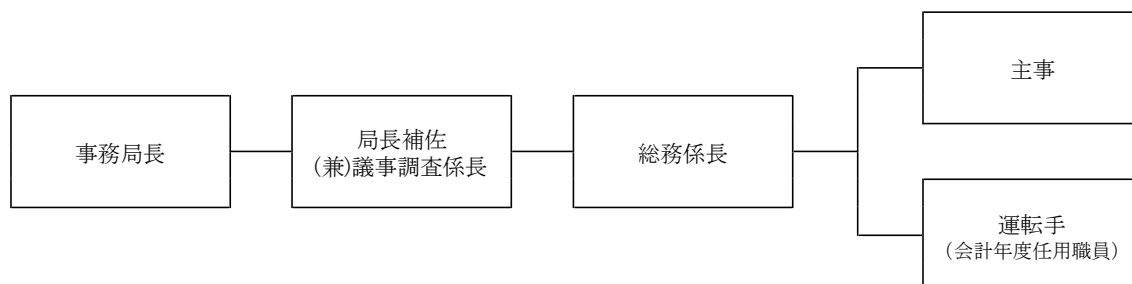 事務局長
局長補佐
(兼)議事調査係長
総務係長
主事
運転手
(会計年度任用職員)